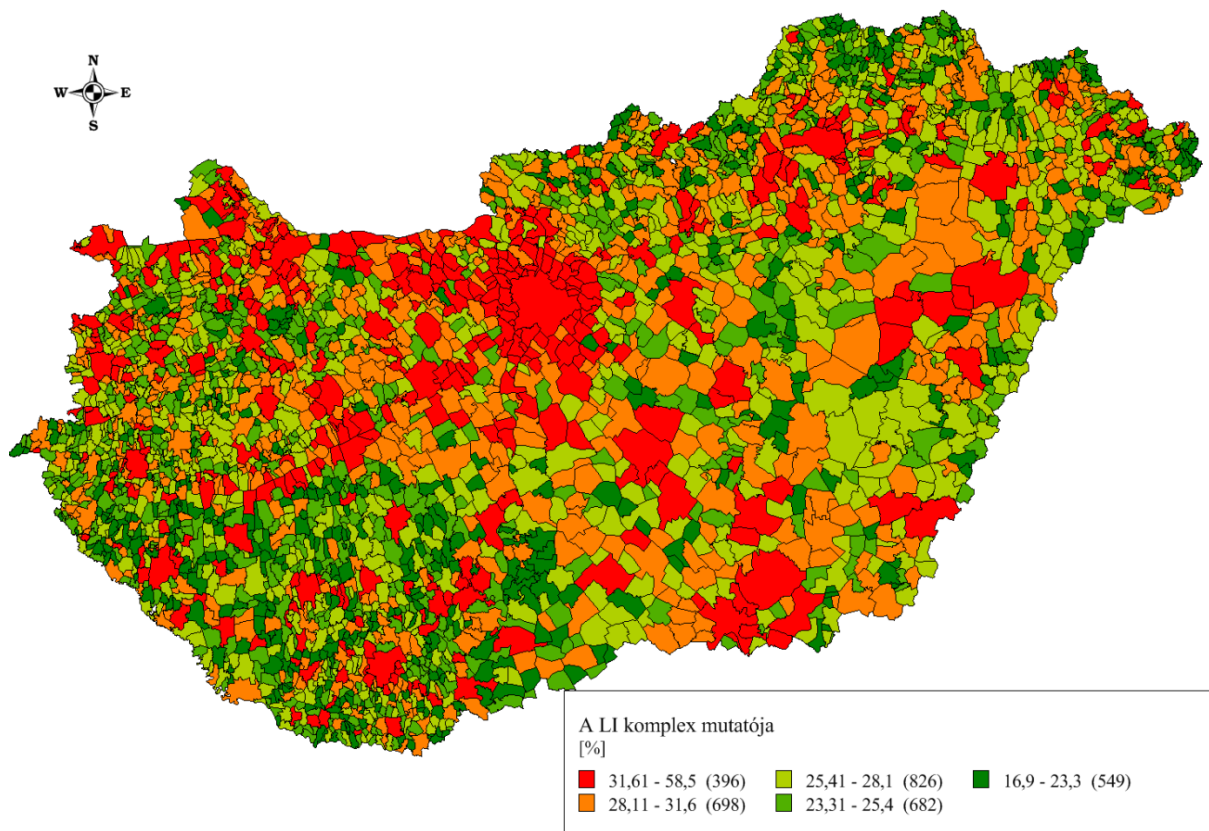 N
W E
S
A LI komplex mutatója
[%]
31,61 - 58,5 (396) 25,41 - 28,1 (826) 16,9 - 23,3 (549)
28,11 - 31,6 (698) 23,31 - 25,4 (682)